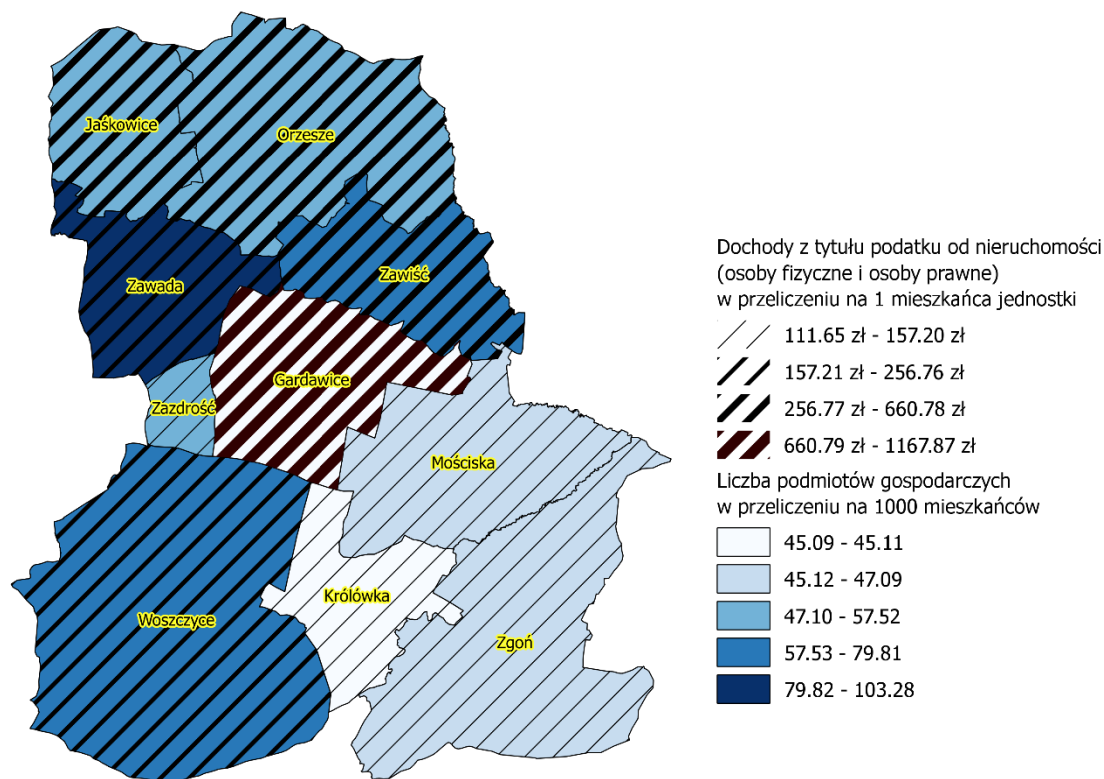 Jaśkowice
Orzesze
Zawada
Zawiść
Gardawice
Zazdrość
Mościska
Królówka
Woszczyce
Zgoń
Dochody z tytułu podatku od nieruchomości
(osoby fizyczne i osoby prawne)
w przeliczeniu na 1 mieszkańca jednostki
111.65 zł - 157.20 zł
157.21 zł - 256.76 zł
256.77 zł - 660.78 zł
660.79 zł - 1167.87 zł
Liczba podmiotów gospodarczych
w przeliczeniu na 1000 mieszkańców
45.09 - 45.11
45.12 - 47.09
47.10 - 57.52
57.53 - 79.81
79.82 - 103.28